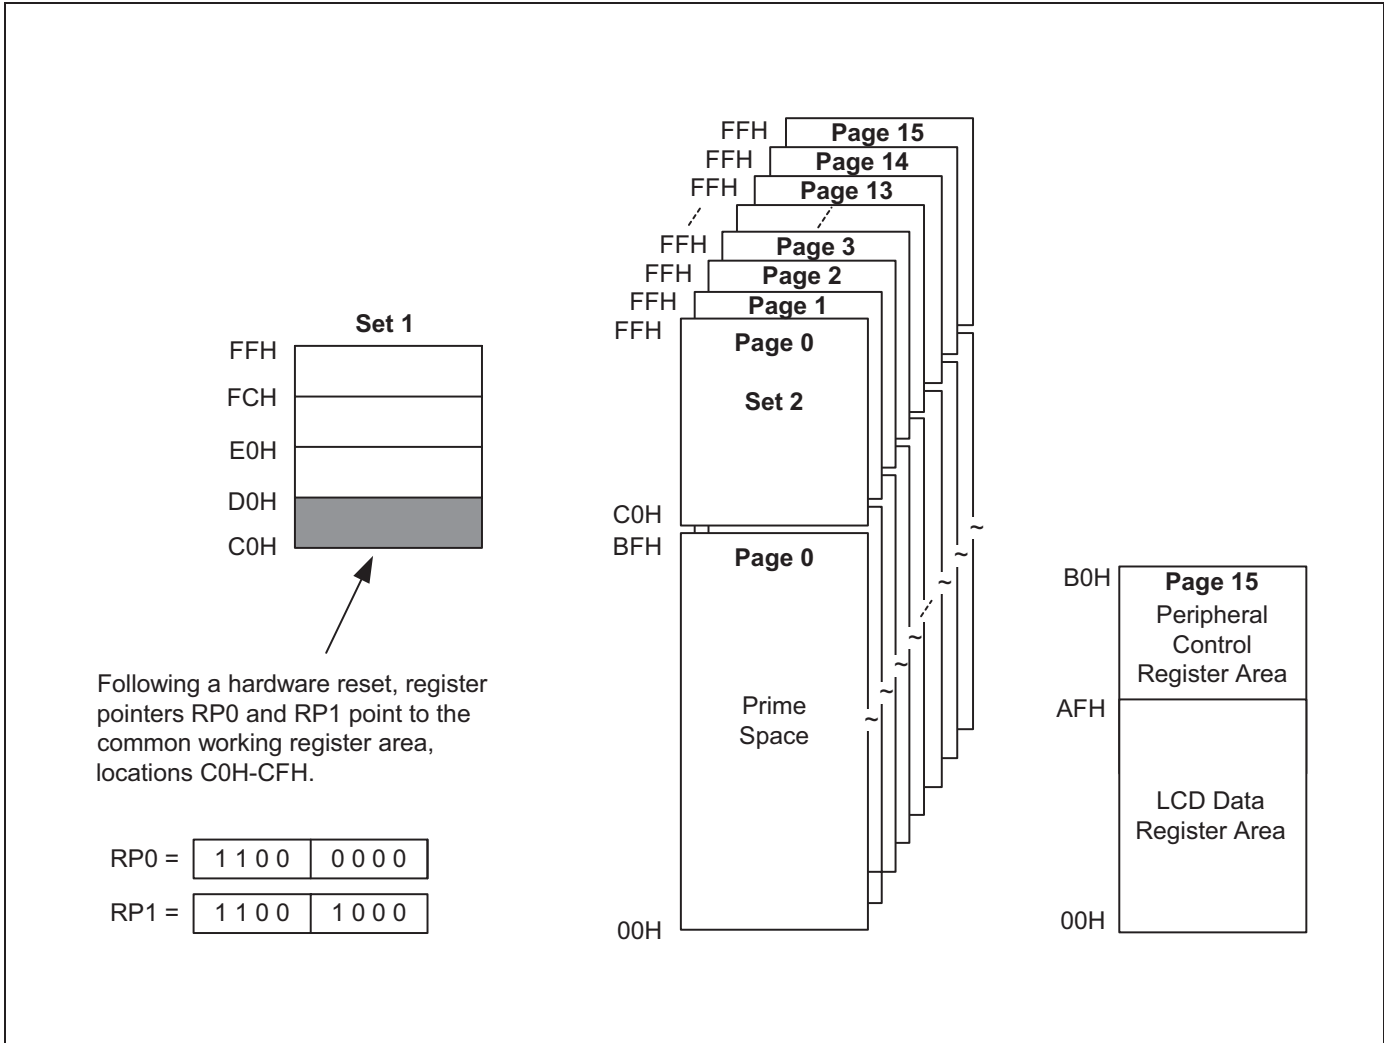 Set 1
FFH
FCH
E0H
D0H
C0H
Following a hardware reset, register
pointers RP0 and RP1 point to the
common working register area,
locations C0H-CFH.
RP0 = 1 1 0 0 0 0 0 0
RP1 = 1 1 0 0 1 0 0 0
FFH Page 15
FFH Page 14
FFH Page 13
FFH Page 3
FFH Page 2
FFH Page 1
FFH Page 0
Set 2
C0H
BFH Page 0
Prime
Space
00H
~
~
~
~
~
~
~
B0H Page 15
Peripheral
Control
Register Area
AFH
LCD Data
Register Area
00H